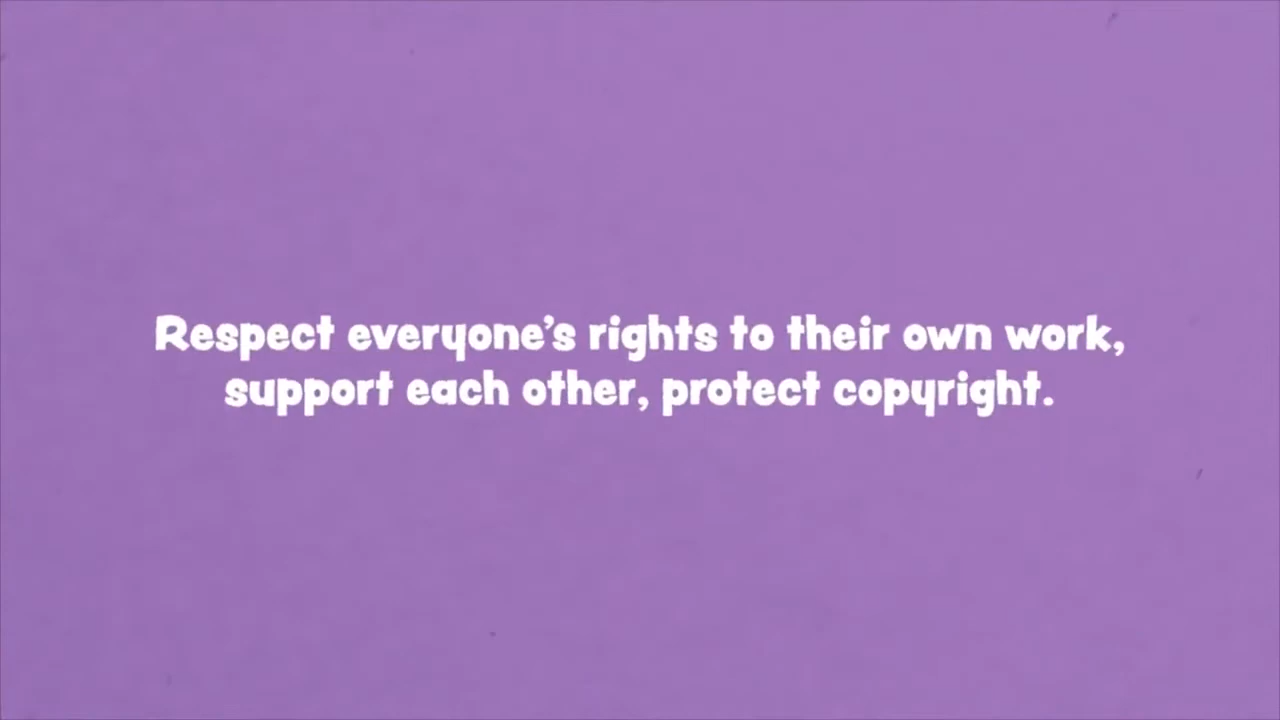 Respect everyone’s rights to their own work,
support each other, protect copyright.